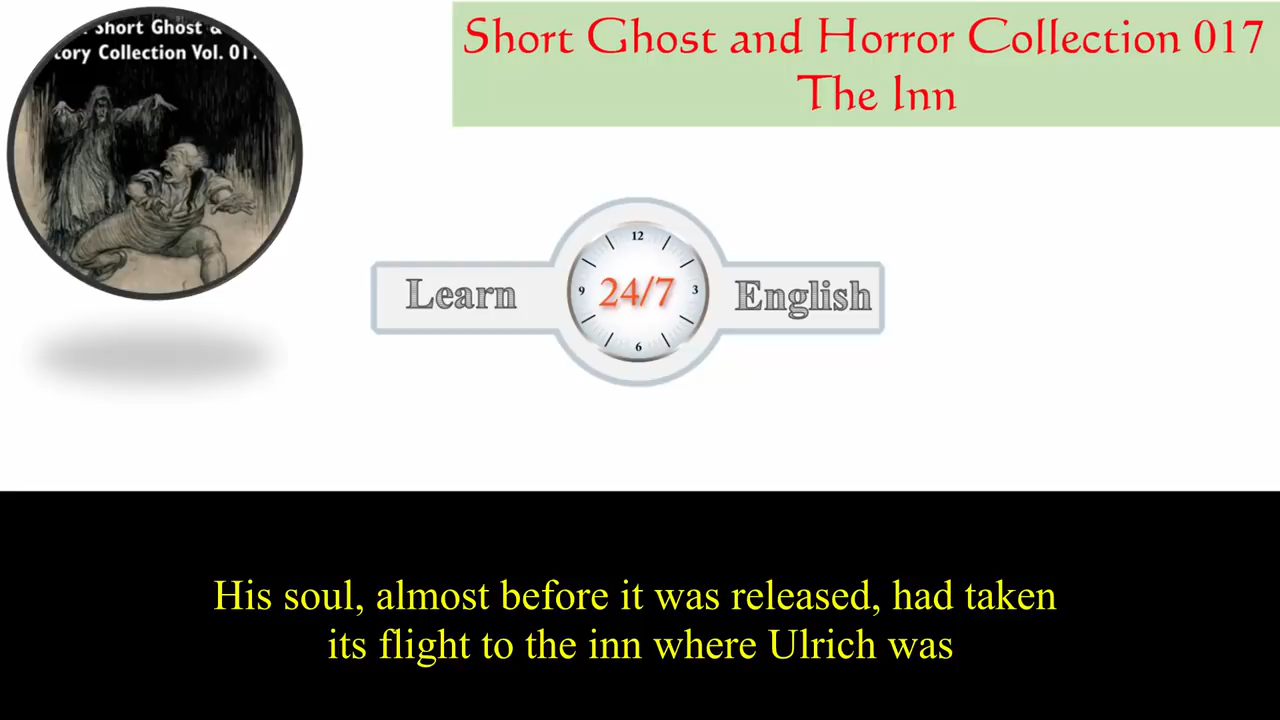 Short Ghost &
tory Collection Vol. 01
Short Ghost and Horror Collection 017
The Inn
Learn
24/7
English
12
9
3
6
His soul, almost before it was released, had taken
its flight to the inn where Ulrich was